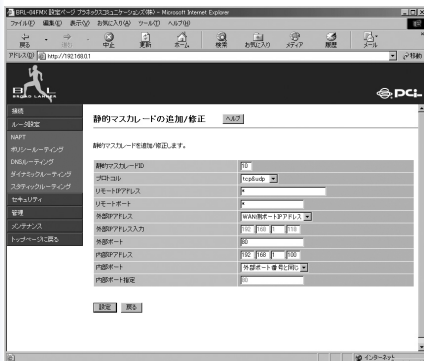 BRL-04FMX 設定ページ プラネックスコミュニケーションズ(株) - Microsoft Internet Explorer
ファイル(F) 編集(E) 表示(V) お気に入り(A) ツール(T) ヘルプ(H)
戻る 中止 更新 ホーム 検索 お気に入り メディア 履歴 メール
アドレス(D) http://192.168.0.1 移動
BRL
BROAD LANNER
PCi
接続
ルータ設定
NAPT
ポリシールーティング
DNSルーティング
ダイナミックルーティング
スタティックルーティング
セキュリティ
管理
メンテナンス
トップページに戻る
静的マスカレードの追加/修正 ヘルプ
静的マスカレードを追加/修正します。
静的マスカレードID 10
プロトコル tcp&udp
リモートIPアドレス *
リモートポート *
外部IPアドレス WAN側ポートIPアドレス
外部IPアドレス入力 192 168 1 118
外部ポート 80
内部IPアドレス 192 168 1 100
内部ポート 外部ポート番号と同じ
内部ポート指定 80
設定 戻る
インターネット